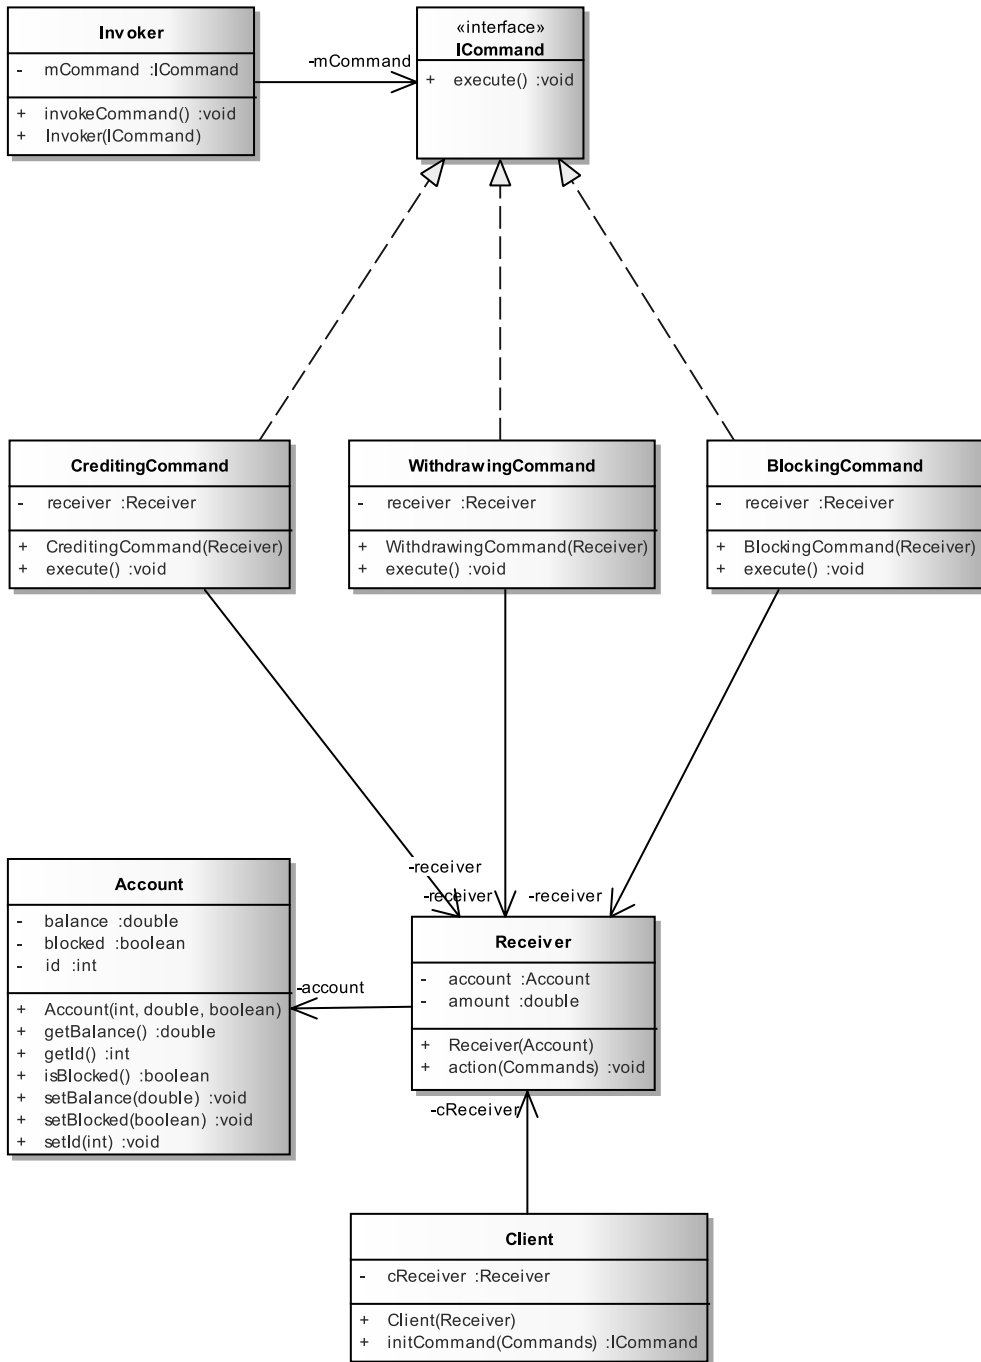 Invoker
- mCommand :ICommand
+ invokeCommand() :void
+ Invoker(ICommand)
-mCommand
«interface»
ICommand
+ execute() :void
CreditingCommand
- receiver :Receiver
+ CreditingCommand(Receiver)
+ execute() :void
WithdrawingCommand
- receiver :Receiver
+ WithdrawingCommand(Receiver)
+ execute() :void
BlockingCommand
- receiver :Receiver
+ BlockingCommand(Receiver)
+ execute() :void
-receiver
-receiver
-receiver
Account
- balance :double
- blocked :boolean
- id :int
+ Account(int, double, boolean)
+ getBalance() :double
+ getId() :int
+ isBlocked() :boolean
+ setBalance(double) :void
+ setBlocked(boolean) :void
+ setId(int) :void
-account
Receiver
- account :Account
- amount :double
+ Receiver(Account)
+ action(Commands) :void
-cReceiver
Client
- cReceiver :Receiver
+ Client(Receiver)
+ initCommand(Commands) :ICommand